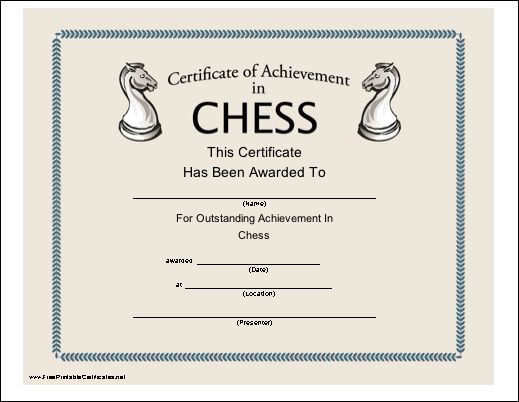 Certificate of Achievement
in
CHESS
This Certificate
Has Been Awarded To
(Name)
For Outstanding Achievement In
Chess
awarded
(Date)
at
(Location)
(Presenter)
www.FreePrintableCertificates.net